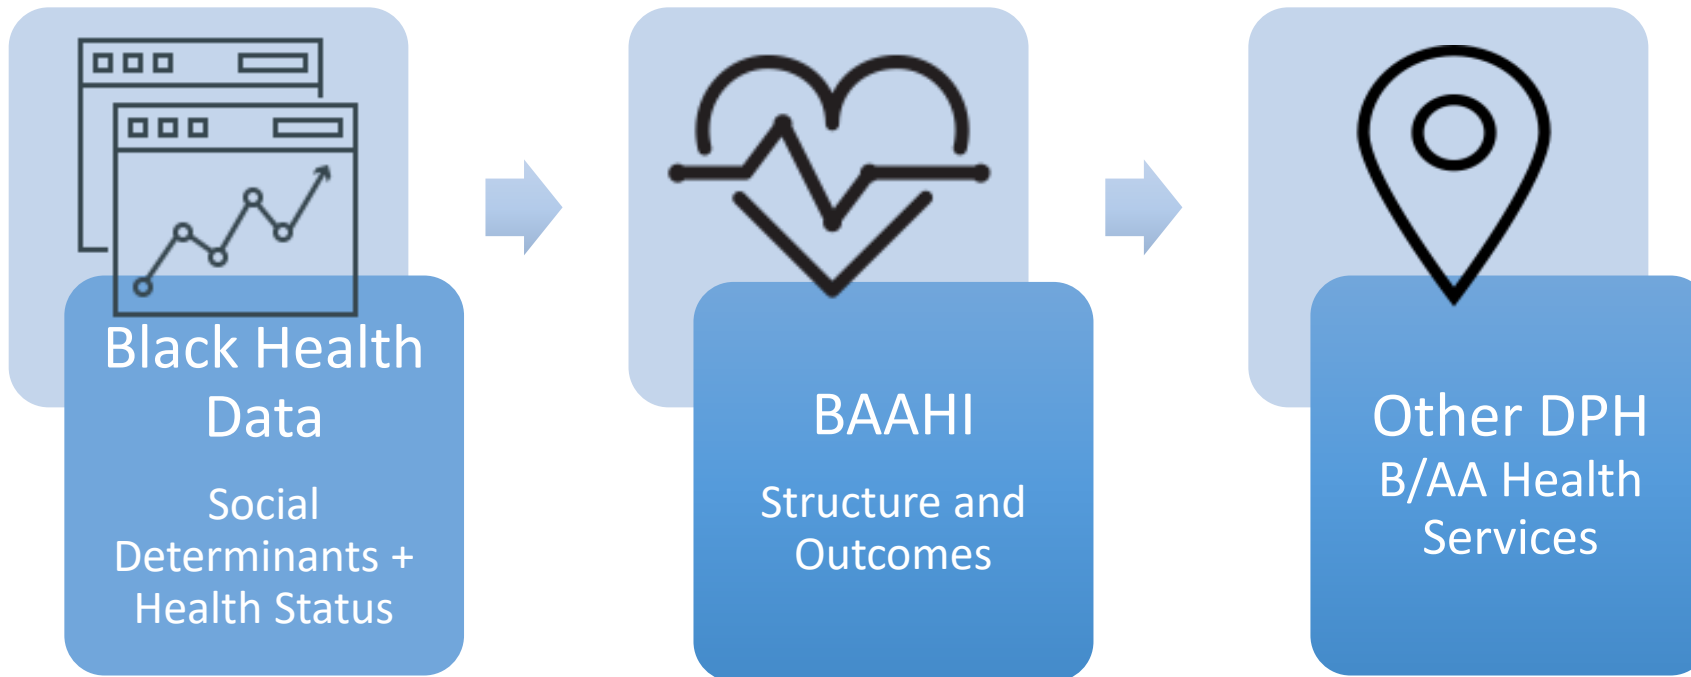 Black Health
Data
Social
Determinants +
Health Status
BAAHI
Structure and
Outcomes
Other DPH
B/AA Health
Services